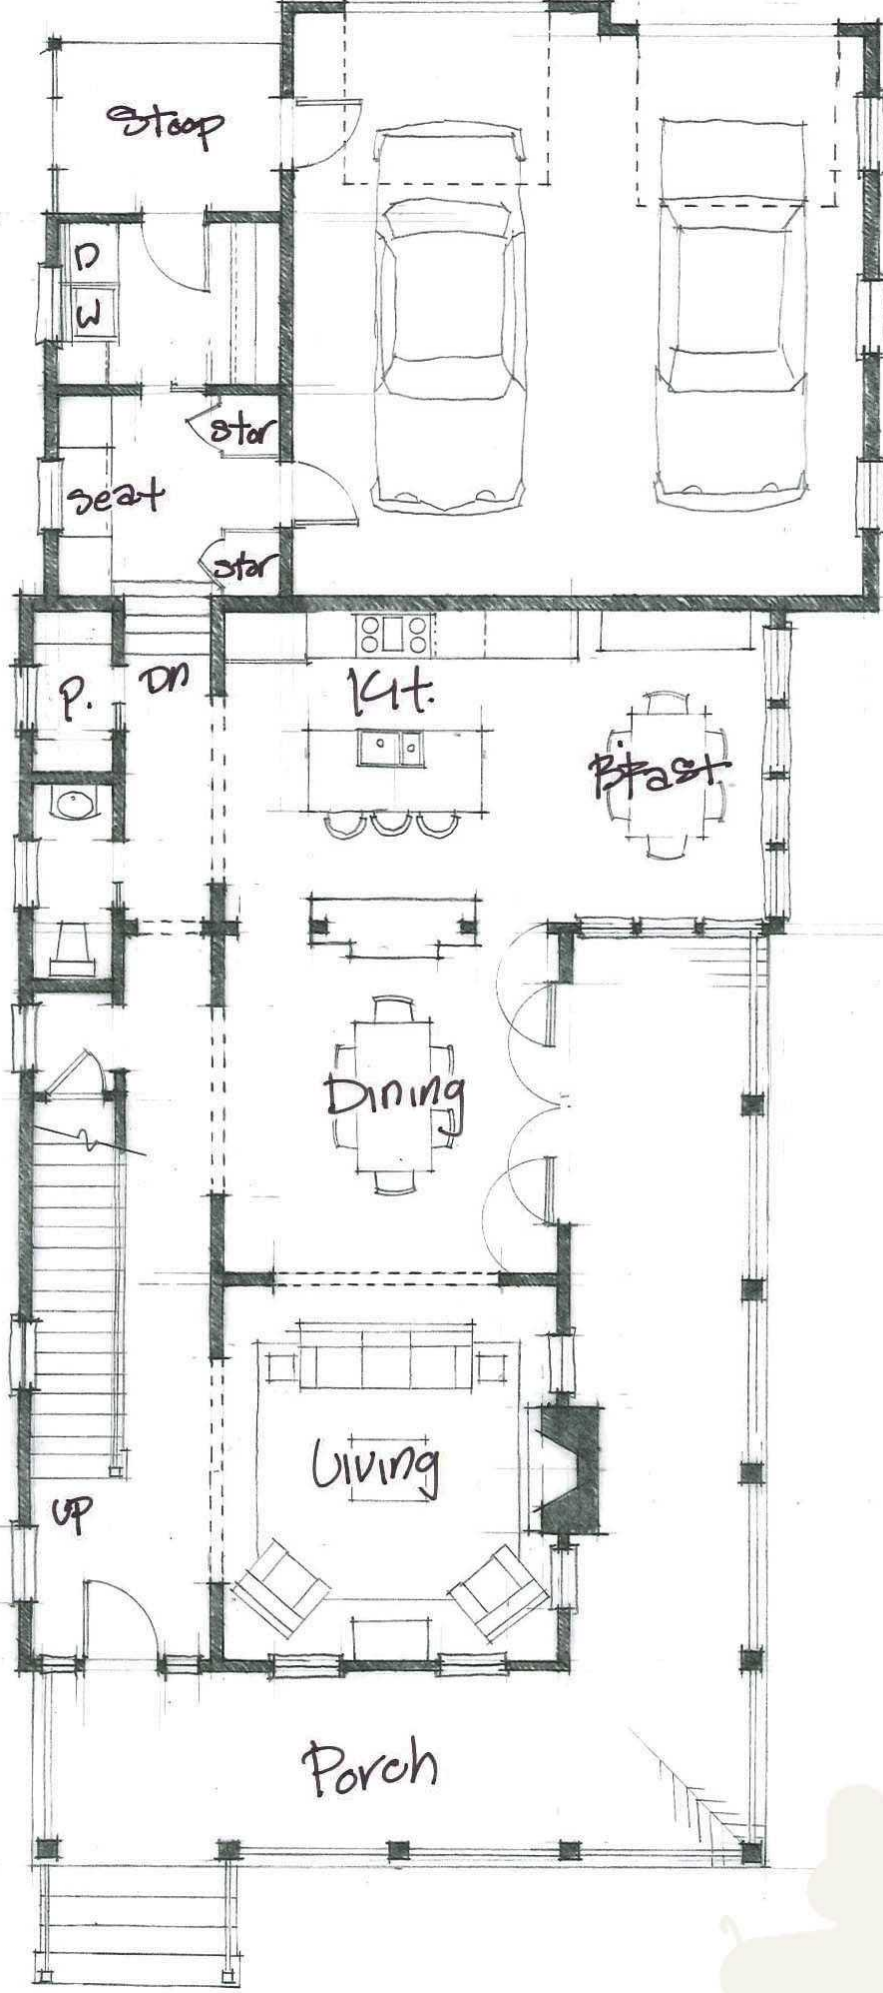 Stoop
D
W
stor
seat
stor
P.
Dn
Kit.
B'Fast
Dining
Living
UP
Porch